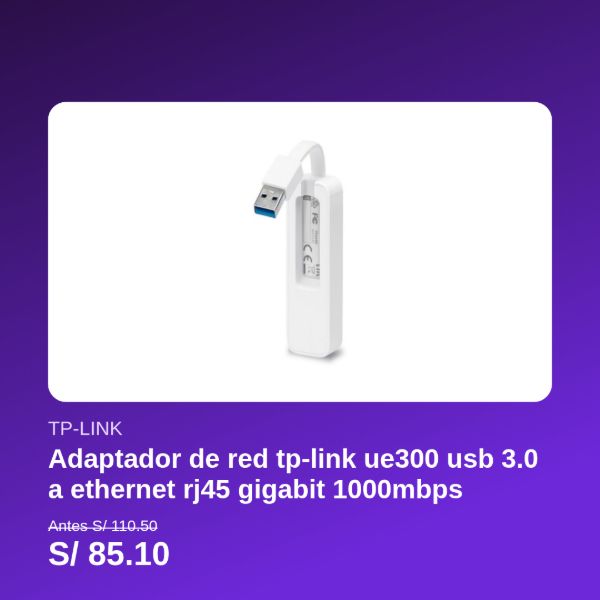 TP-LINK
Adaptador de red tp-link ue300 usb 3.0
a ethernet rj45 gigabit 1000mbps
Antes S/ 110.50
S/ 85.10